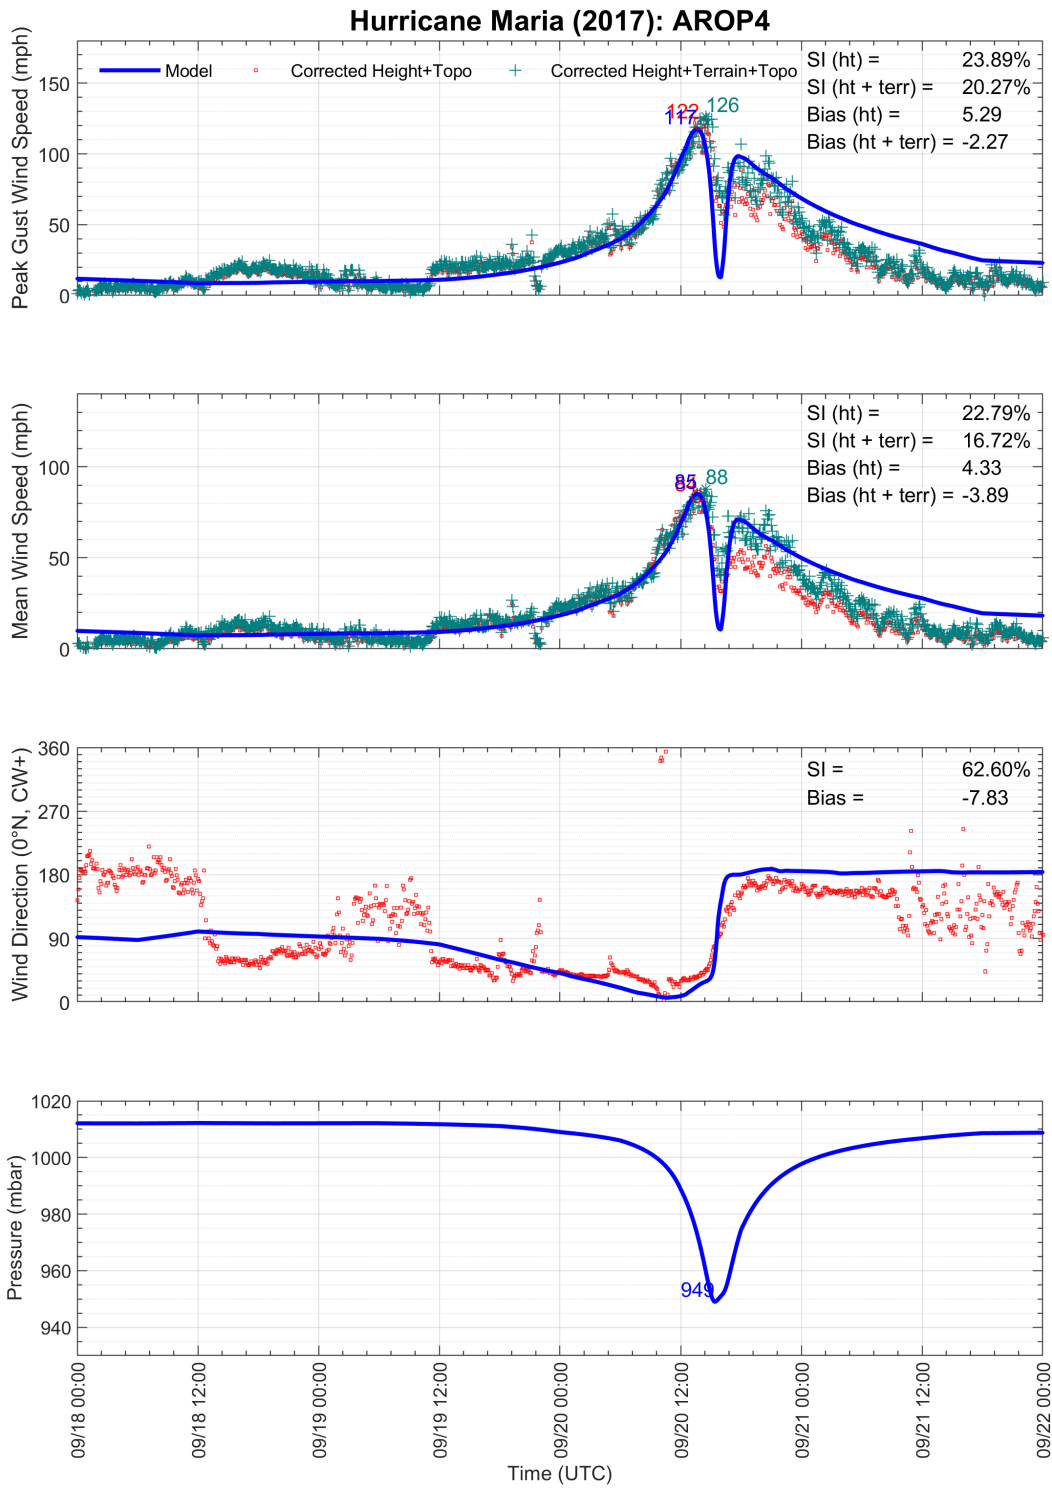 Hurricane Maria (2017): AROP4
Peak Gust Wind Speed (mph)
150
100
50
0
Model
Corrected Height+Topo
Corrected Height+Terrain+Topo
SI (ht) = 23.89%
SI (ht + terr) = 20.27%
Bias (ht) = 5.29
Bias (ht + terr) = -2.27
122
117
126
Mean Wind Speed (mph)
100
50
0
SI (ht) = 22.79%
SI (ht + terr) = 16.72%
Bias (ht) = 4.33
Bias (ht + terr) = -3.89
85
88
Wind Direction (0°N, CW+)
360
270
180
90
0
SI = 62.60%
Bias = -7.83
Pressure (mbar)
1020
1000
980
960
940
949
09/18 00:00
09/18 12:00
09/19 00:00
09/19 12:00
09/20 00:00
09/20 12:00
09/21 00:00
09/21 12:00
09/22 00:00
Time (UTC)